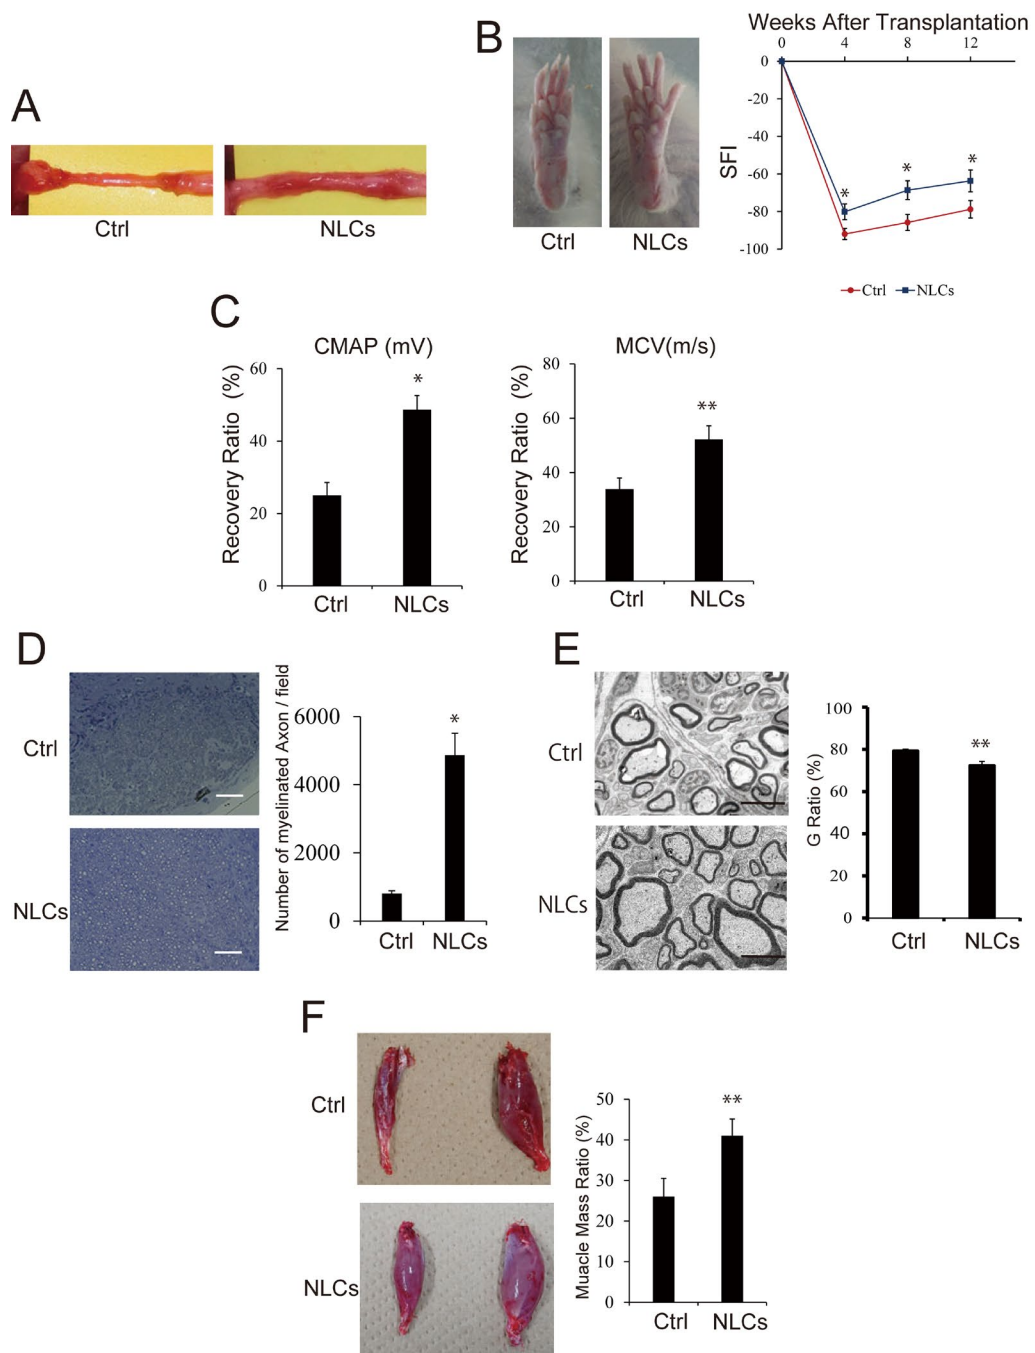 A
Ctrl
NLCs
B
Ctrl
NLCs
Weeks After Transplantation
0
4
8
12
0
-20
-40
-60
-80
-100
SFI
*
*
*
Ctrl
NLCs
C
CMAP (mV)
Recovery Ratio (%)
60
40
20
0
*
Ctrl
NLCs
MCV(m/s)
Recovery Ratio (%)
80
60
40
20
0
**
Ctrl
NLCs
D
Ctrl
NLCs
Number of myelinated Axon / field
6000
4000
2000
0
*
Ctrl
NLCs
E
Ctrl
NLCs
G Ratio (%)
100
80
60
40
20
0
**
Ctrl
NLCs
F
Ctrl
NLCs
Muacle Mass Ratio (%)
50
40
30
20
10
0
**
Ctrl
NLCs